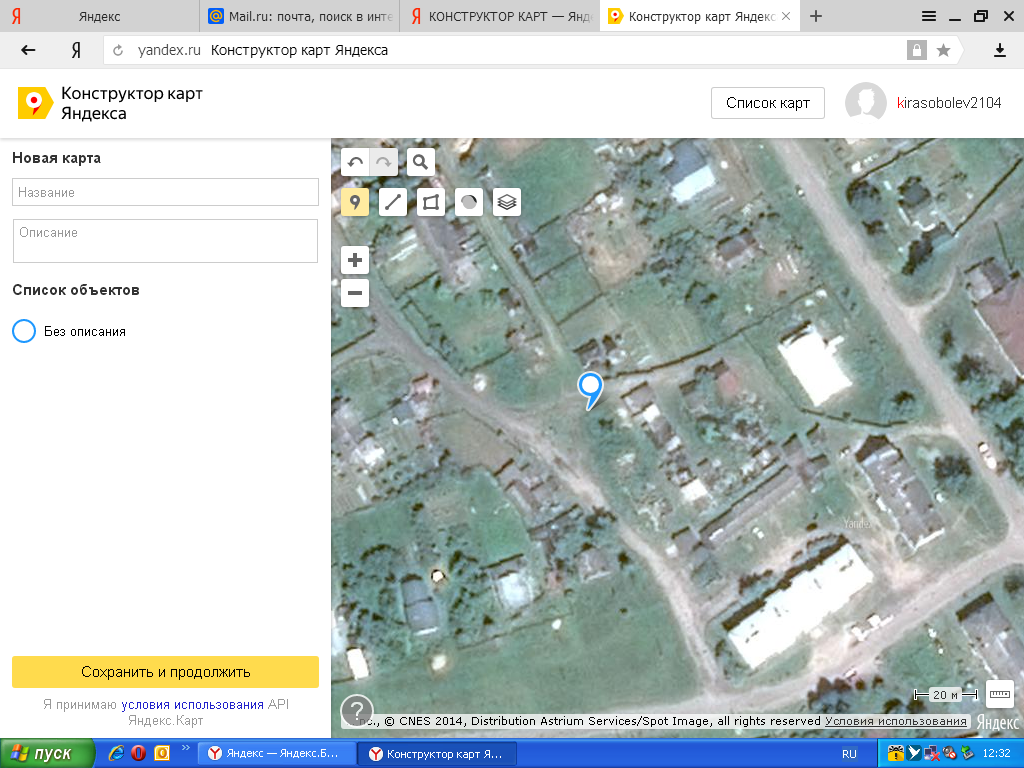 Яндекс
Mail.ru: почта, поиск в инте
КОНСТРУКТОР КАРТ — Янд
Конструктор карт Яндекс
yandex.ru Конструктор карт Яндекса
Конструктор карт
Яндекса
Список карт
kirasobolev2104
Новая карта
Название
Описание
Список объектов
Без описания
Сохранить и продолжить
Я принимаю условия использования API
Яндекс.Карт
Yandex
20 м
?
Inc., © CNES 2014, Distribution Astrium Services/Spot Image, all rights reserved Условия использования
Яндекс
пуск
Яндекс — Яндекс.Б...
Конструктор карт Я...
RU
12:32